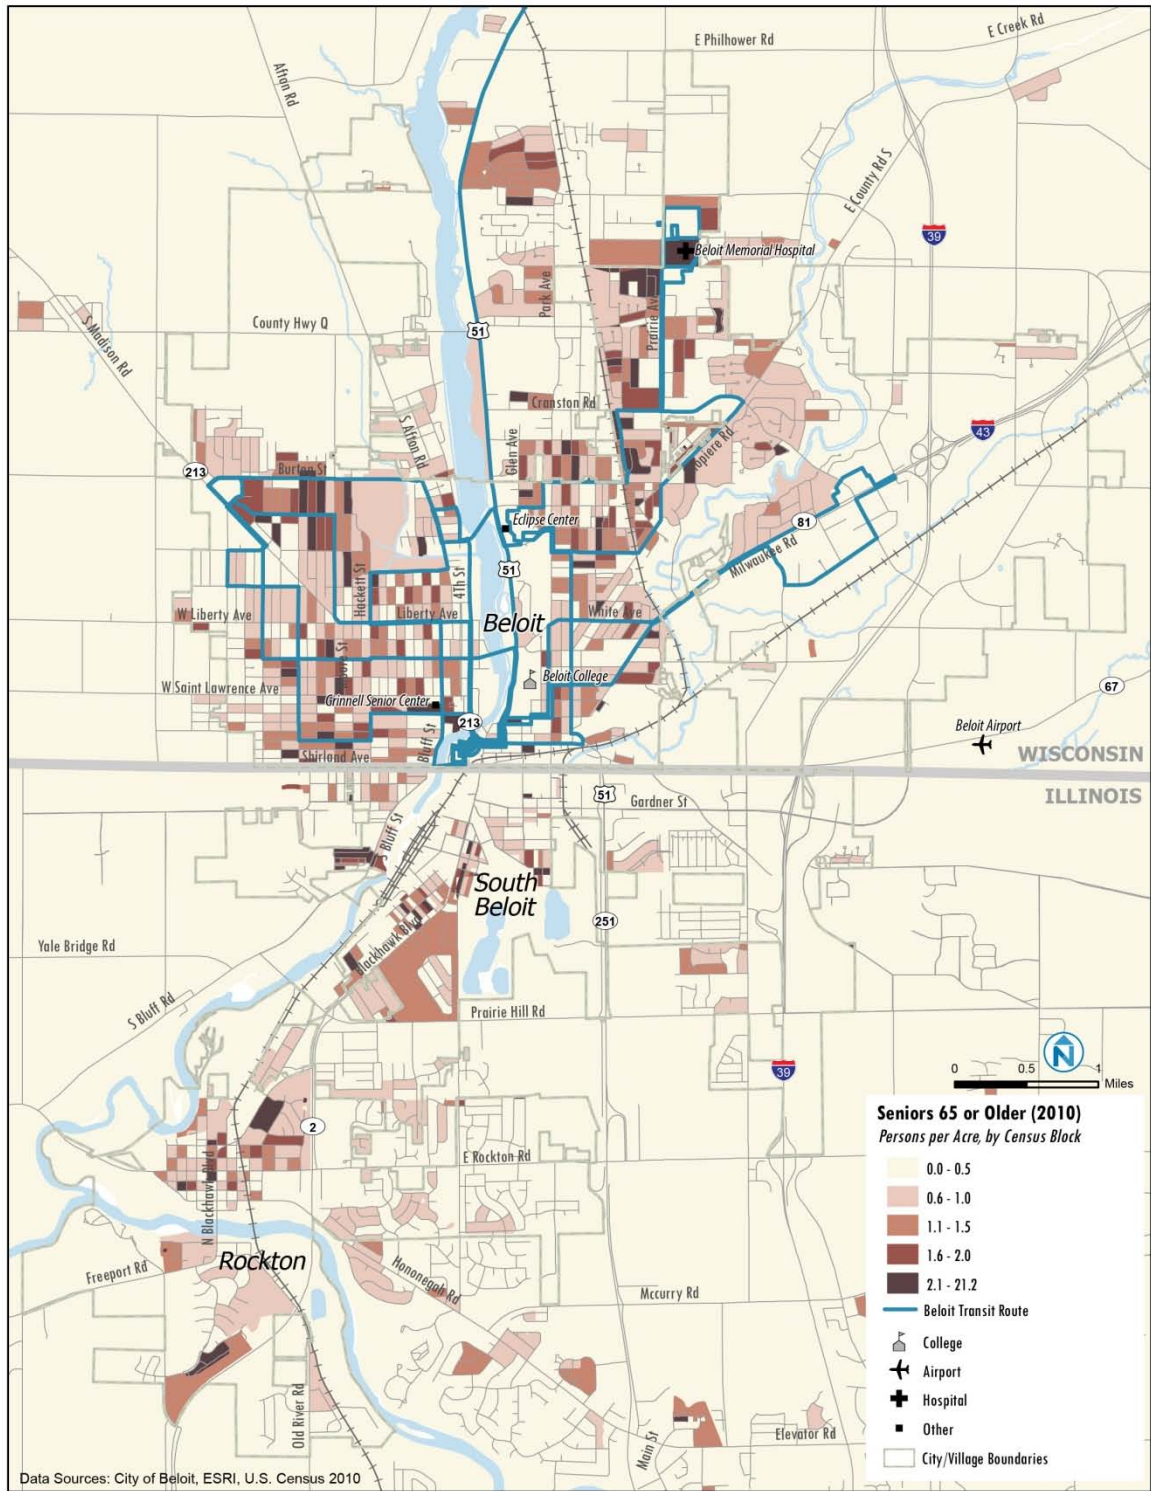 E Creek Rd
E Philhower Rd
Afton Rd
E County Rd S
39
Beloit Memorial Hospital
Park Ave
Prairie Ave
S Madison Rd
County Hwy Q
51
Cranston Rd
43
S Afton Rd
Glen Ave
213
Burton St
Eclipse Center
81
Milwaukee Rd
51
Hackett St
4Th St
W Liberty Ave
Liberty Ave
White Ave
Beloit
Beloit College
W Saint Lawrence Ave
67
Grinnell Senior Center
213
Bluff St
Beloit Airport
Shirland Ave
WISCONSIN
ILLINOIS
51
Gardner St
S Bluff St
South
Beloit
251
Blackhawk Blvd
Yale Bridge Rd
S Bluff Rd
Prairie Hill Rd
39
N
0 0.5 1
Miles
2
E Rockton Rd
N Blackhawk Blvd
Rockton
Freeport Rd
Hononegah Rd
Mccurry Rd
Old River Rd
Main St
Elevator Rd
Seniors 65 or Older (2010)
Persons per Acre, by Census Block
0.0 - 0.5
0.6 - 1.0
1.1 - 1.5
1.6 - 2.0
2.1 - 21.2
Beloit Transit Route
College
Airport
Hospital
Other
City/Village Boundaries
Data Sources: City of Beloit, ESRI, U.S. Census 2010